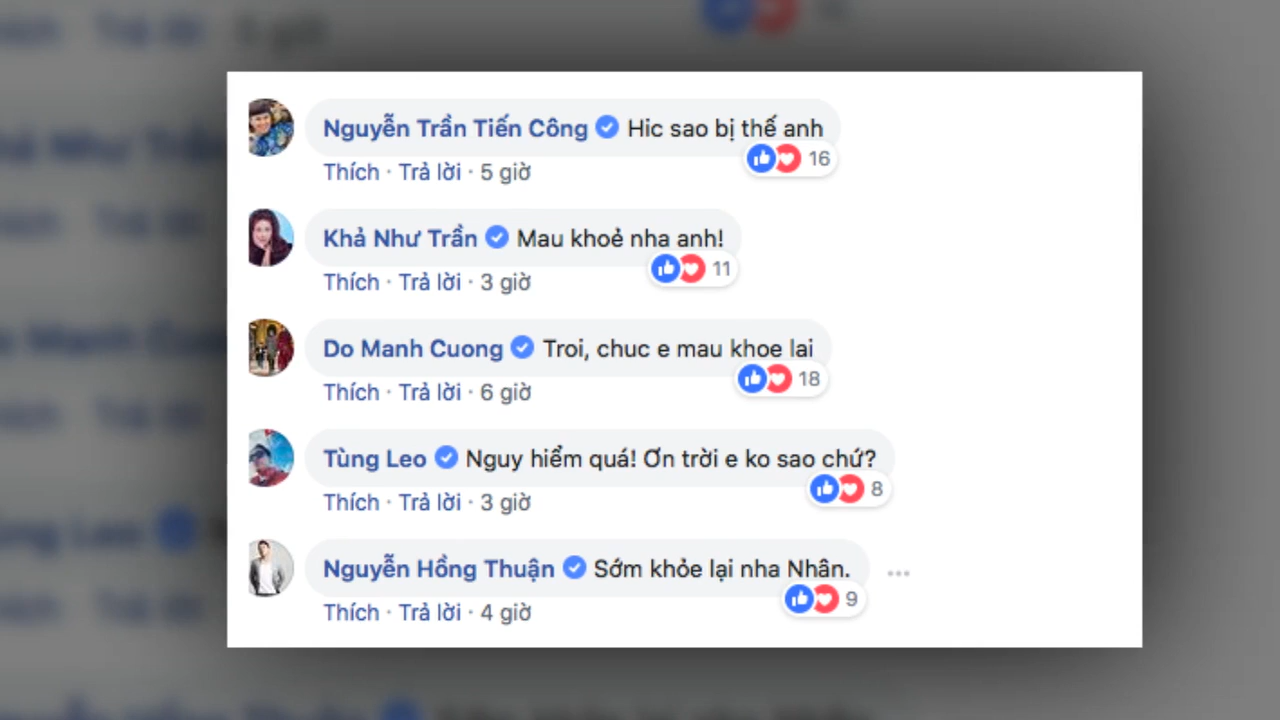 Nguyễn Trần Tiến Công Hic sao bị thế anh
16
Thích · Trả lời · 5 giờ
Khả Như Trần Mau khoẻ nha anh!
11
Thích · Trả lời · 3 giờ
Do Manh Cuong Troi, chuc e mau khoe lai
18
Thích · Trả lời · 6 giờ
Tùng Leo Nguy hiểm quá! Ơn trời e ko sao chứ?
8
Thích · Trả lời · 3 giờ
Nguyễn Hồng Thuận Sớm khỏe lại nha Nhân.
9
Thích · Trả lời · 4 giờ